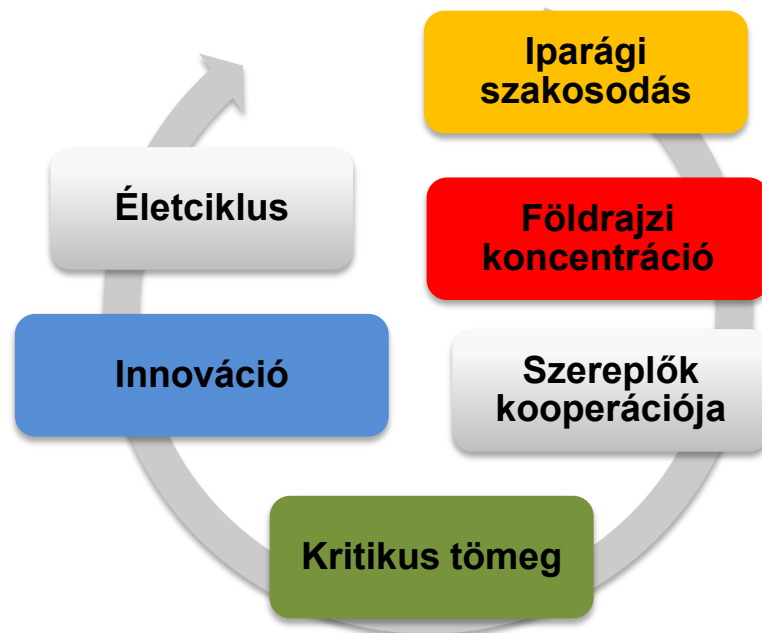 Iparági
szakosodás
Földrajzi
koncentráció
Szereplők
kooperációja
Kritikus tömeg
Innováció
Életciklus